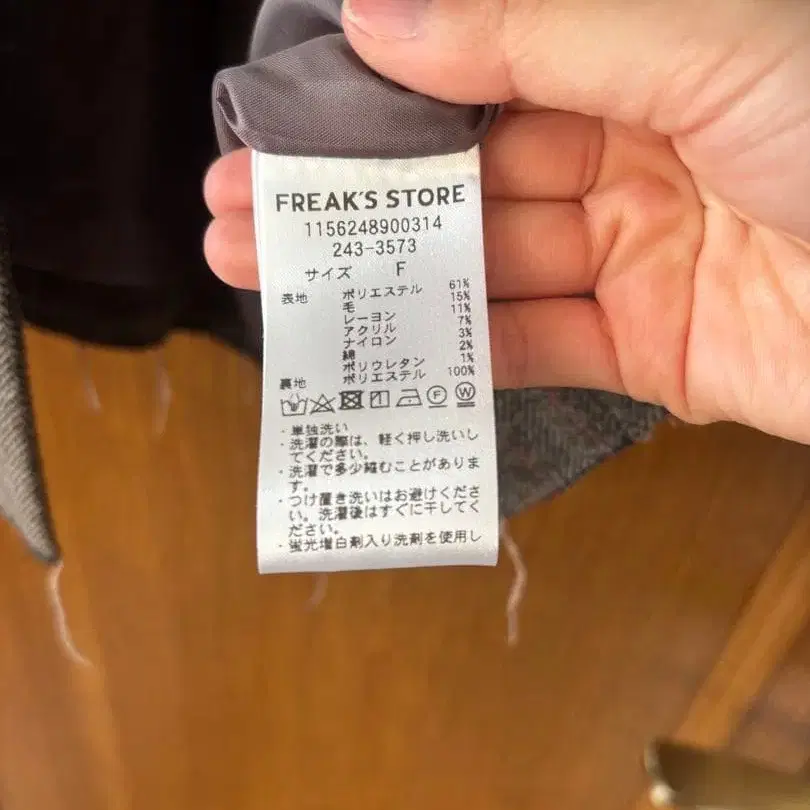 FREAK'S STORE
1156248900314
243-3573
サイズ F
表地 ポリエステル 61%
毛 15%
レーヨン 11%
アクリル 7%
ナイロン 3%
綿 2%
ポリウレタン 1%
裏地 ポリエステル 100%
F W
・単独洗い
・洗濯の際は、軽く押し洗いし
てください。
・洗濯で多少縮むことがありま
す。
・つけ置き洗いはお避けくださ
い。洗濯後はすぐに干してく
ださい。
・蛍光増白剤入り洗剤を使用し